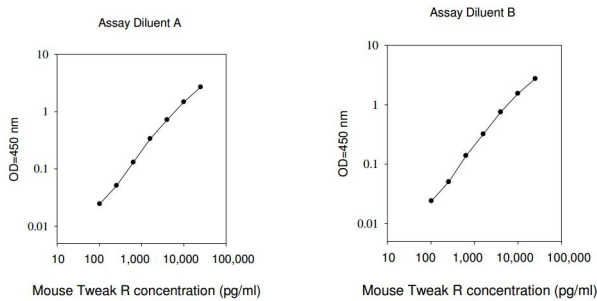 Assay Diluent A
10
1
0.1
0.01
OD=450 nm
10 100 1,000 10,000 100,000
Mouse Tweak R concentration (pg/ml)
Assay Diluent B
10
1
0.1
0.01
OD=450 nm
10 100 1,000 10,000 100,000
Mouse Tweak R concentration (pg/ml)